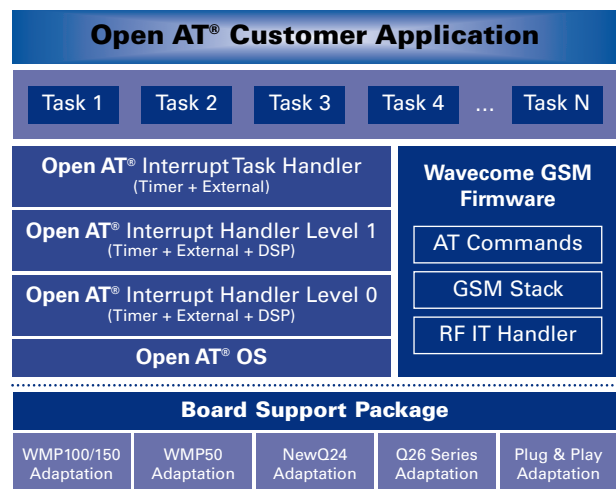 Open AT® Customer Application
Task 1 Task 2 Task 3 Task 4 ... Task N
Open AT® Interrupt Task Handler
(Timer + External)
Open AT® Interrupt Handler Level 1
(Timer + External + DSP)
Open AT® Interrupt Handler Level 0
(Timer + External + DSP)
Open AT® OS
Wavecome GSM
Firmware
AT Commands
GSM Stack
RF IT Handler
Board Support Package
WMP100/150
Adaptation
WMP50
Adaptation
NewQ24
Adaptation
Q26 Series
Adaptation
Plug & Play
Adaptation